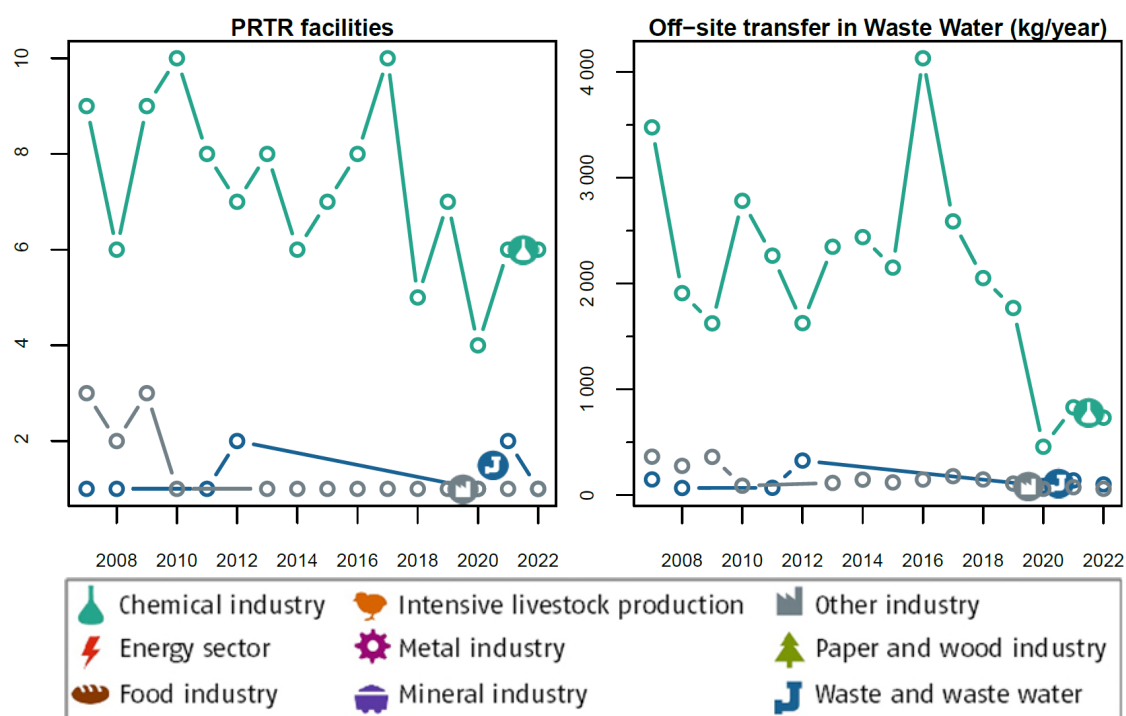 PRTR facilities
Off−site transfer in Waste Water (kg/year)
10
8
6
4
2
4 000
3 000
2 000
1 000
0
2008 2010 2012 2014 2016 2018 2020 2022
2008 2010 2012 2014 2016 2018 2020 2022
Chemical industry Intensive livestock production Other industry
Energy sector Metal industry Paper and wood industry
Food industry Mineral industry Waste and waste water